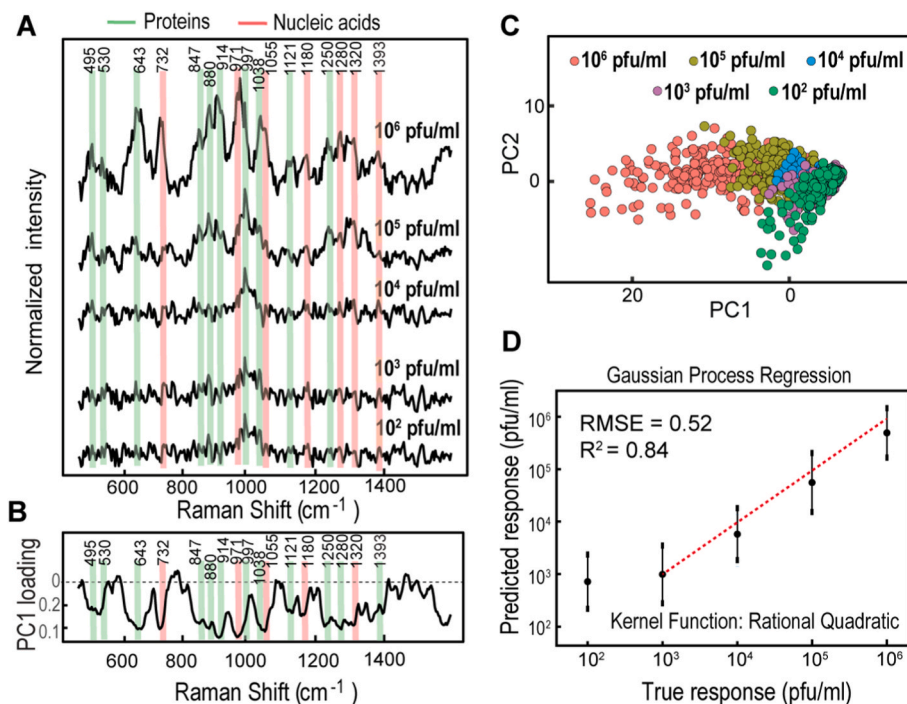 Proteins Nucleic acids
A
495 530 643 732 847 880 914 971 997 1038 1055 1121 1180 1250 1280 1320 1393
10⁶ pfu/ml
10⁵ pfu/ml
10⁴ pfu/ml
10³ pfu/ml
10² pfu/ml
Normalized intensity
600 800 1000 1200 1400
Raman Shift (cm⁻¹)
B
495 530 643 732 847 880 914 971 997 1038 1055 1121 1180 1250 1280 1320 1393
PC1 loading
0
0.2
0.1
600 800 1000 1200 1400
Raman Shift (cm⁻¹)
C
10⁶ pfu/ml 10⁵ pfu/ml 10⁴ pfu/ml
10³ pfu/ml 10² pfu/ml
PC2
10
0
20 0
PC1
D
Gaussian Process Regression
RMSE = 0.52
R² = 0.84
Predicted response (pfu/ml)
10⁶
10⁵
10⁴
10³
10²
Kernel Function: Rational Quadratic
10² 10³ 10⁴ 10⁵ 10⁶
True response (pfu/ml)